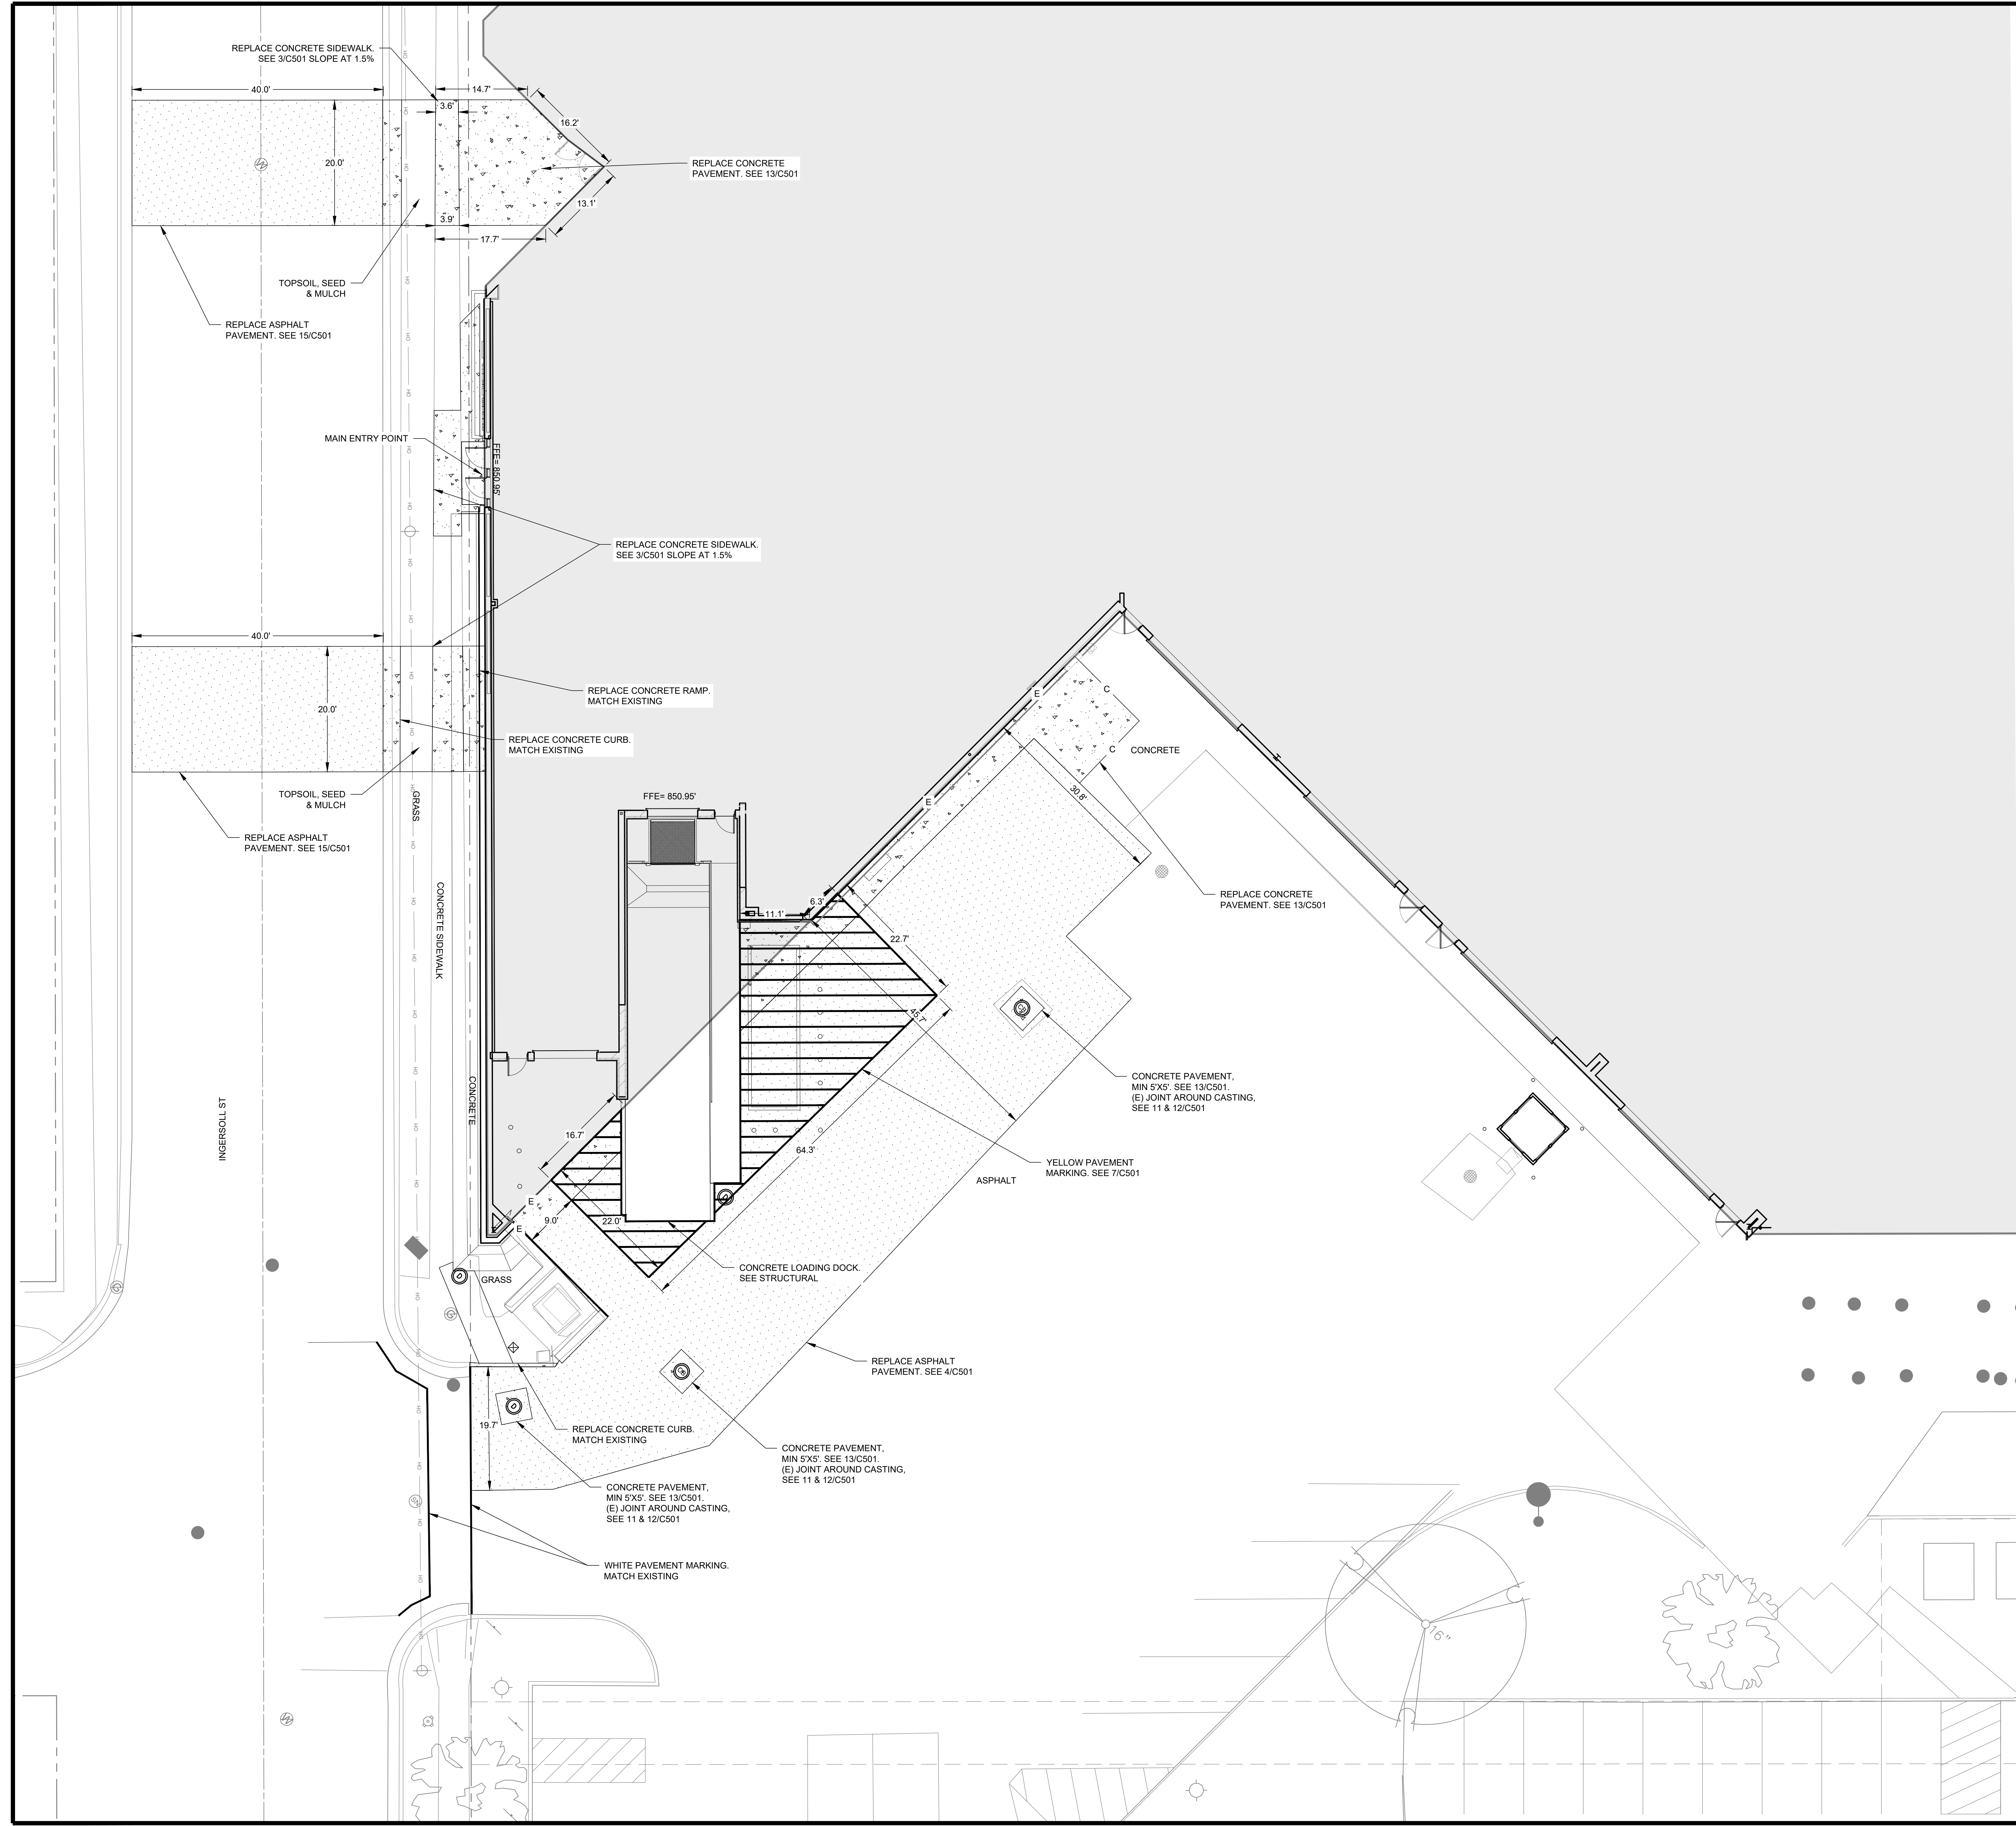 REPLACE CONCRETE SIDEWALK.
SEE 3/C501 SLOPE AT 1.5%
40.0'
14.7'
3.6'
16.2'
20.0'
REPLACE CONCRETE
PAVEMENT. SEE 13/C501
13.1'
3.9'
17.7'
TOPSOIL, SEED
& MULCH
REPLACE ASPHALT
PAVEMENT. SEE 15/C501
MAIN ENTRY POINT
FFE= 850.95'
REPLACE CONCRETE SIDEWALK.
SEE 3/C501 SLOPE AT 1.5%
40.0'
20.0'
REPLACE CONCRETE RAMP.
MATCH EXISTING
REPLACE CONCRETE CURB.
MATCH EXISTING
TOPSOIL, SEED
& MULCH
REPLACE ASPHALT
PAVEMENT. SEE 15/C501
GRASS
CONCRETE SIDEWALK
CONCRETE
INGERSOLL ST
FFE= 850.95'
E
C
C
CONCRETE
E
30.8'
REPLACE CONCRETE
PAVEMENT. SEE 13/C501
6.3'
11.1'
22.7'
45.7'
CONCRETE PAVEMENT,
MIN 5'X5'. SEE 13/C501.
(E) JOINT AROUND CASTING,
SEE 11 & 12/C501
16.7'
64.3'
YELLOW PAVEMENT
MARKING. SEE 7/C501
ASPHALT
E
E
9.0'
22.0'
CONCRETE LOADING DOCK.
SEE STRUCTURAL
GRASS
REPLACE ASPHALT
PAVEMENT. SEE 4/C501
19.7'
REPLACE CONCRETE CURB.
MATCH EXISTING
CONCRETE PAVEMENT,
MIN 5'X5'. SEE 13/C501.
(E) JOINT AROUND CASTING,
SEE 11 & 12/C501
CONCRETE PAVEMENT,
MIN 5'X5'. SEE 13/C501.
(E) JOINT AROUND CASTING,
SEE 11 & 12/C501
WHITE PAVEMENT MARKING.
MATCH EXISTING
16"